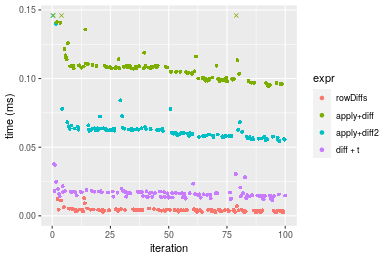 0.15
0.10
0.05
0.00
time (ms)
0
25
50
75
100
iteration
expr
rowDiffs
apply+diff
apply+diff2
diff + t